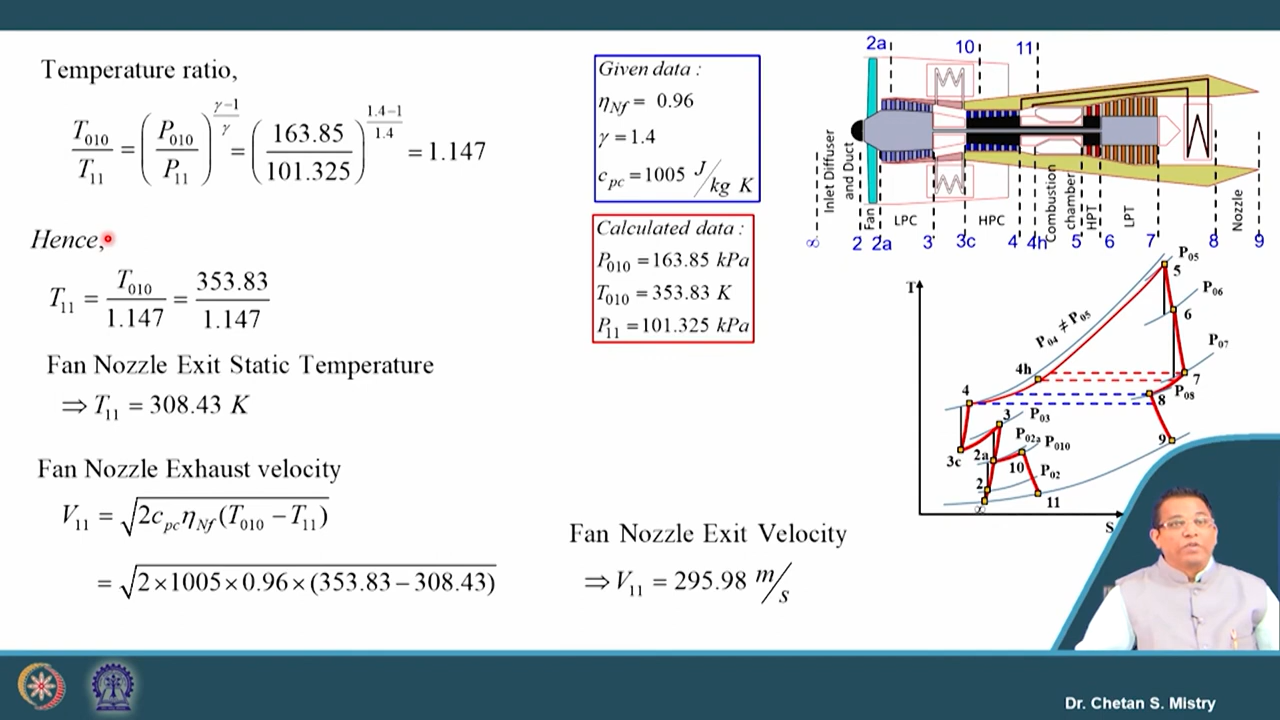 Temperature ratio,
T₀₁₀/T₁₁ = (P₀₁₀/P₁₁)^((γ−1)/γ) = (163.85/101.325)^((1.4−1)/1.4) = 1.147
Hence,
T₁₁ = T₀₁₀/1.147 = 353.83/1.147
Fan Nozzle Exit Static Temperature
⇒ T₁₁ = 308.43 K
Fan Nozzle Exhaust velocity
V₁₁ = √(2c_pc η_Nf (T₀₁₀ − T₁₁))
= √(2×1005×0.96×(353.83−308.43))
Fan Nozzle Exit Velocity
⇒ V₁₁ = 295.98 m/s
Given data :
η_Nf = 0.96
γ = 1.4
c_pc = 1005 J/kg K
Calculated data :
P₀₁₀ = 163.85 kPa
T₀₁₀ = 353.83 K
P₁₁ = 101.325 kPa
2a 10 11
Inlet Diffuser
and Duct
Fan
LPC
HPC
Combustion
chamber
HPT
LPT
Nozzle
∞ 2 2a 3 3c 4 4h 5 6 7 8 9
T
P₀₅
5
P₀₆
6
P₀₄ ≠ P₀₅
P₀₇
4h
7
4
P₀₈
8
3
P₀₃
P₀₂ₐ
P₀₁₀
9
3c
2a
10
P₀₂
2
11
∞
S
Dr. Chetan S. Mistry